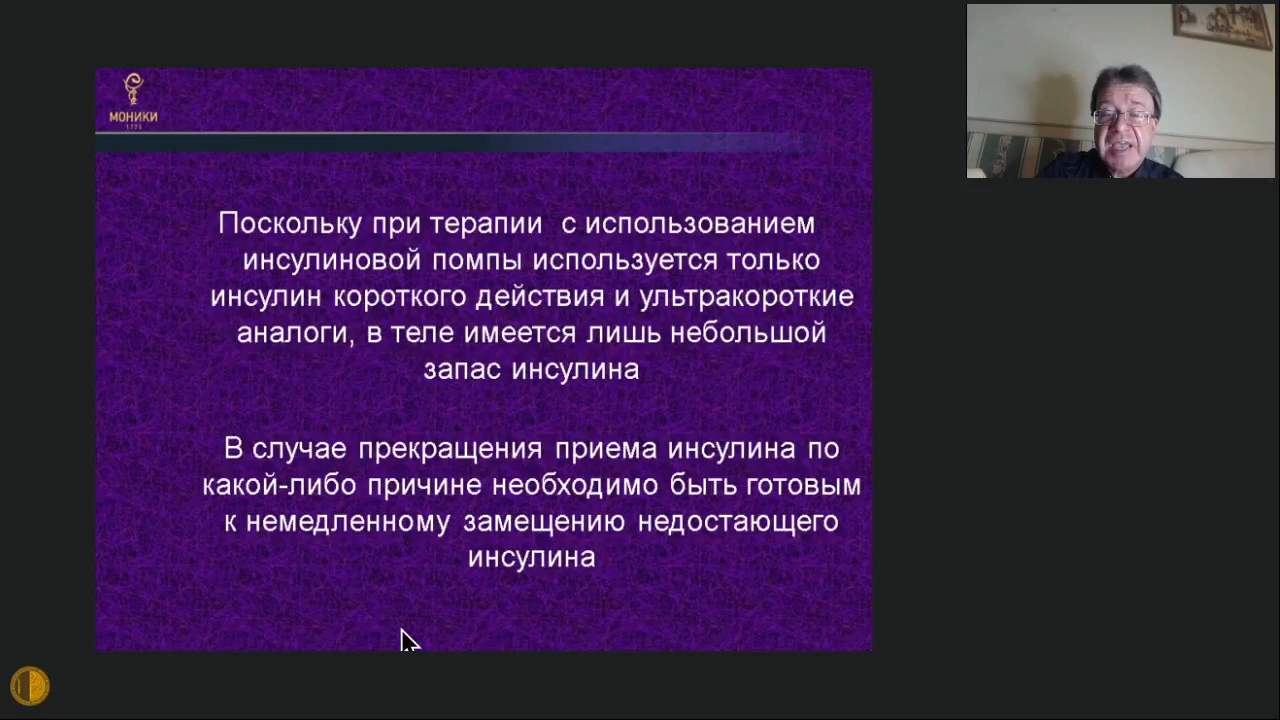 МОНИКИ
1775
Поскольку при терапии с использованием
инсулиновой помпы используется только
инсулин короткого действия и ультракороткие
аналоги, в теле имеется лишь небольшой
запас инсулина
В случае прекращения приема инсулина по
какой-либо причине необходимо быть готовым
к немедленному замещению недостающего
инсулина